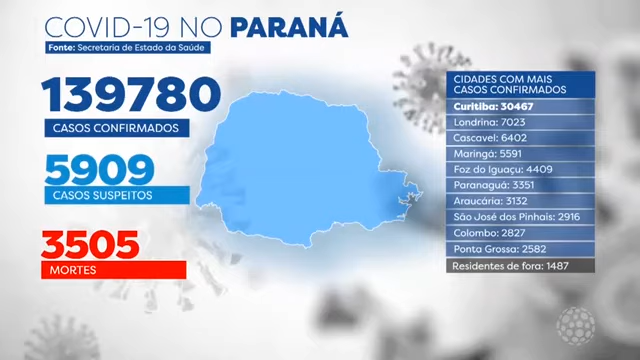 COVID-19 NO PARANÁ
Fonte: Secretaria de Estado da Saúde
139780
CASOS CONFIRMADOS
5909
CASOS SUSPEITOS
3505
MORTES
CIDADES COM MAIS
CASOS CONFIRMADOS
Curitiba: 30467
Londrina: 7023
Cascavel: 6402
Maringá: 5591
Foz do Iguaçu: 4409
Paranaguá: 3351
Araucária: 3132
São José dos Pinhais: 2916
Colombo: 2827
Ponta Grossa: 2582
Residentes de fora: 1487